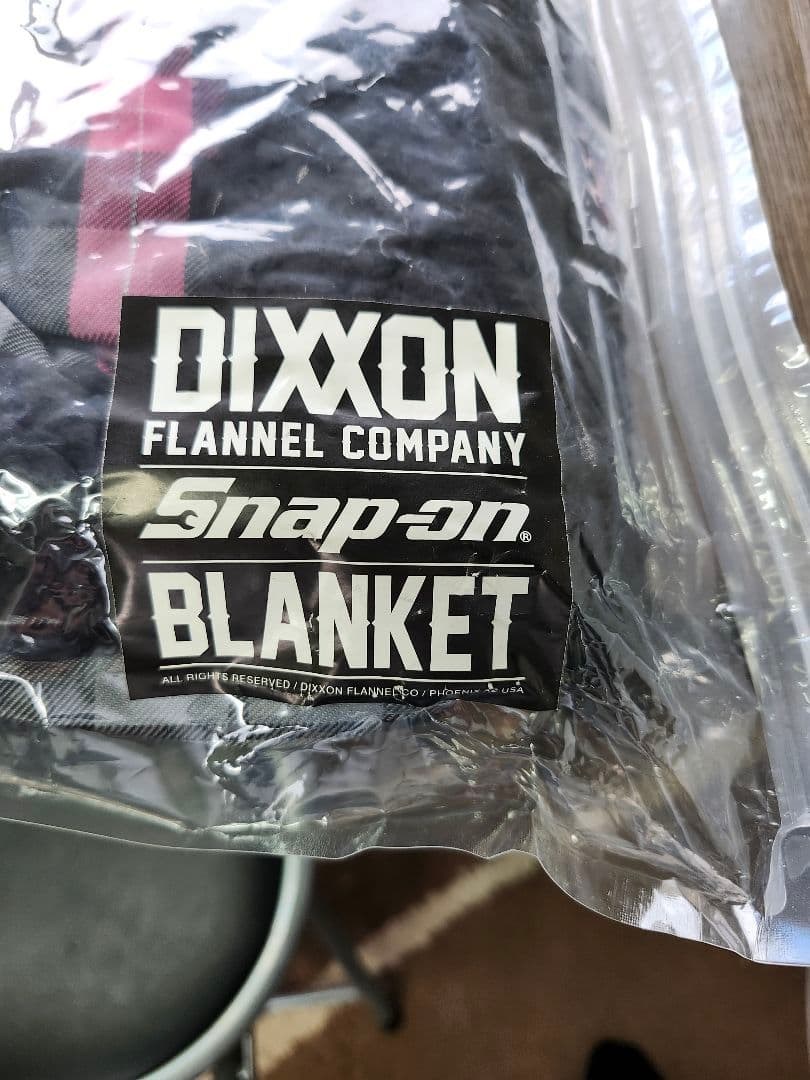 DIXXON
FLANNEL COMPANY
Snap-on®
BLANKET
ALL RIGHTS RESERVED / DIXXON FLANNEL CO / PHOENIX USA